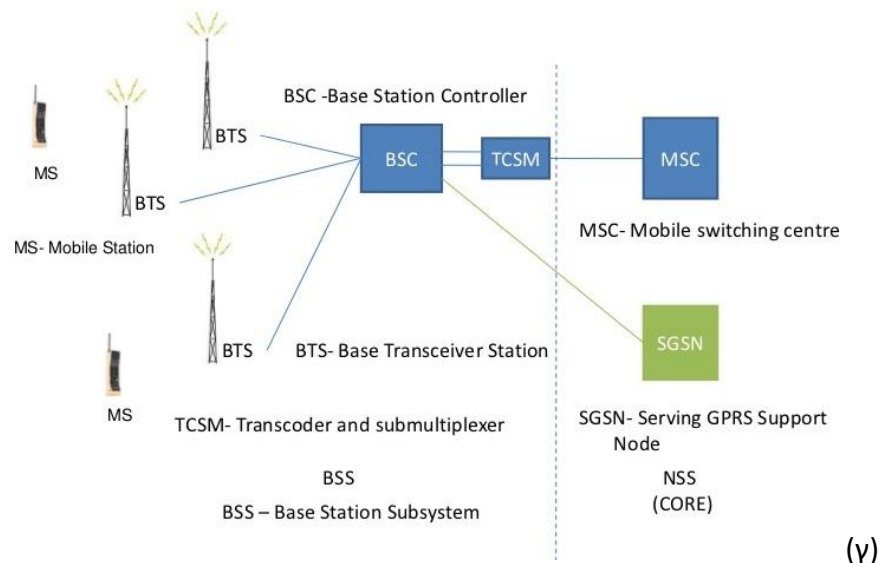 BSC -Base Station Controller
BTS
MS
BTS
BSC
TCSM
MSC
MS- Mobile Station
MSC- Mobile switching centre
BTS
BTS- Base Transceiver Station
SGSN
MS
TCSM- Transcoder and submultiplexer
SGSN- Serving GPRS Support
Node
BSS
NSS
(CORE)
BSS – Base Station Subsystem
(γ)